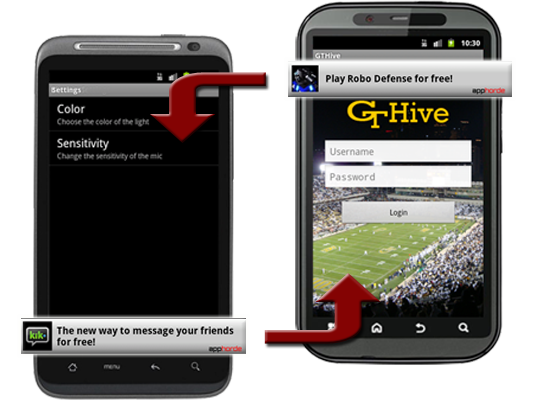 Settings
Color
Choose the color of the light
Sensitivity
Change the sensitivity of the mic
The new way to message your friends
for free!
kik
apphorde
menu
10:30
GTHive
Play Robo Defense for free!
apphorde
GTHive
Username
Password
Login